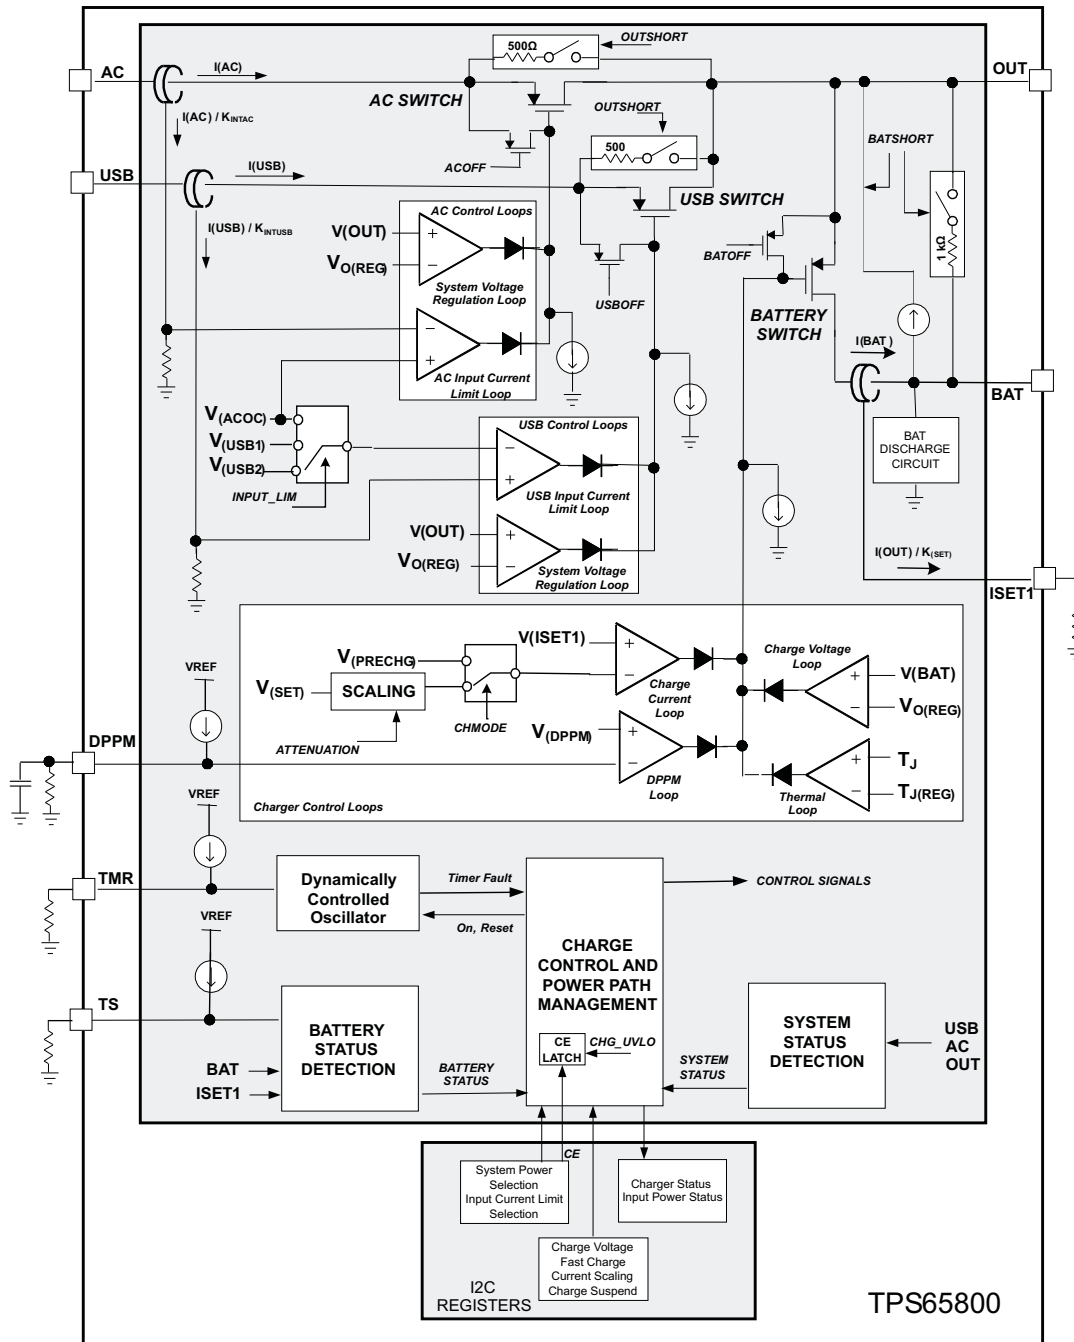 500Ω
OUTSHORT
AC
I(AC)
OUT
AC SWITCH
OUTSHORT
I(AC) / KINTAC
BATSHORT
500
ACOFF
USB
I(USB)
USB SWITCH
AC Control Loops
I(USB) / KINTUSB
V(OUT)
+
−
VO(REG)
1 kΩ
BATOFF
System Voltage
Regulation Loop
USBOFF
BATTERY
SWITCH
−
+
I(BAT)
AC Input Current
Limit Loop
BAT
V(ACOC)
V(USB1)
V(USB2)
USB Control Loops
−
+
BAT
DISCHARGE
CIRCUIT
INPUT_LIM
USB Input Current
Limit Loop
V(OUT)
+
−
VO(REG)
System Voltage
Regulation Loop
I(OUT) / K(SET)
ISET1
VREF
V(ISET1)
+
−
Charge Voltage
Loop
V(PRECHG)
V(BAT)
+
−
V(SET)
SCALING
VO(REG)
Charge
Current
Loop
CHMODE
V(DPPM)
+
−
ATTENUATION
DPPM
TJ
+
−
DPPM
Loop
TJ(REG)
Thermal
Loop
VREF
Charger Control Loops
TMR
Dynamically
Controlled
Oscillator
Timer Fault
CONTROL SIGNALS
VREF
On, Reset
CHARGE
CONTROL AND
POWER PATH
MANAGEMENT
TS
BATTERY
STATUS
DETECTION
SYSTEM
STATUS
DETECTION
USB
AC
OUT
CE
LATCH
CHG_UVLO
BAT
ISET1
BATTERY
STATUS
SYSTEM
STATUS
CE
System Power
Selection
Input Current Limit
Selection
Charger Status
Input Power Status
Charge Voltage
Fast Charge
Current Scaling
Charge Suspend
I2C
REGISTERS
TPS65800